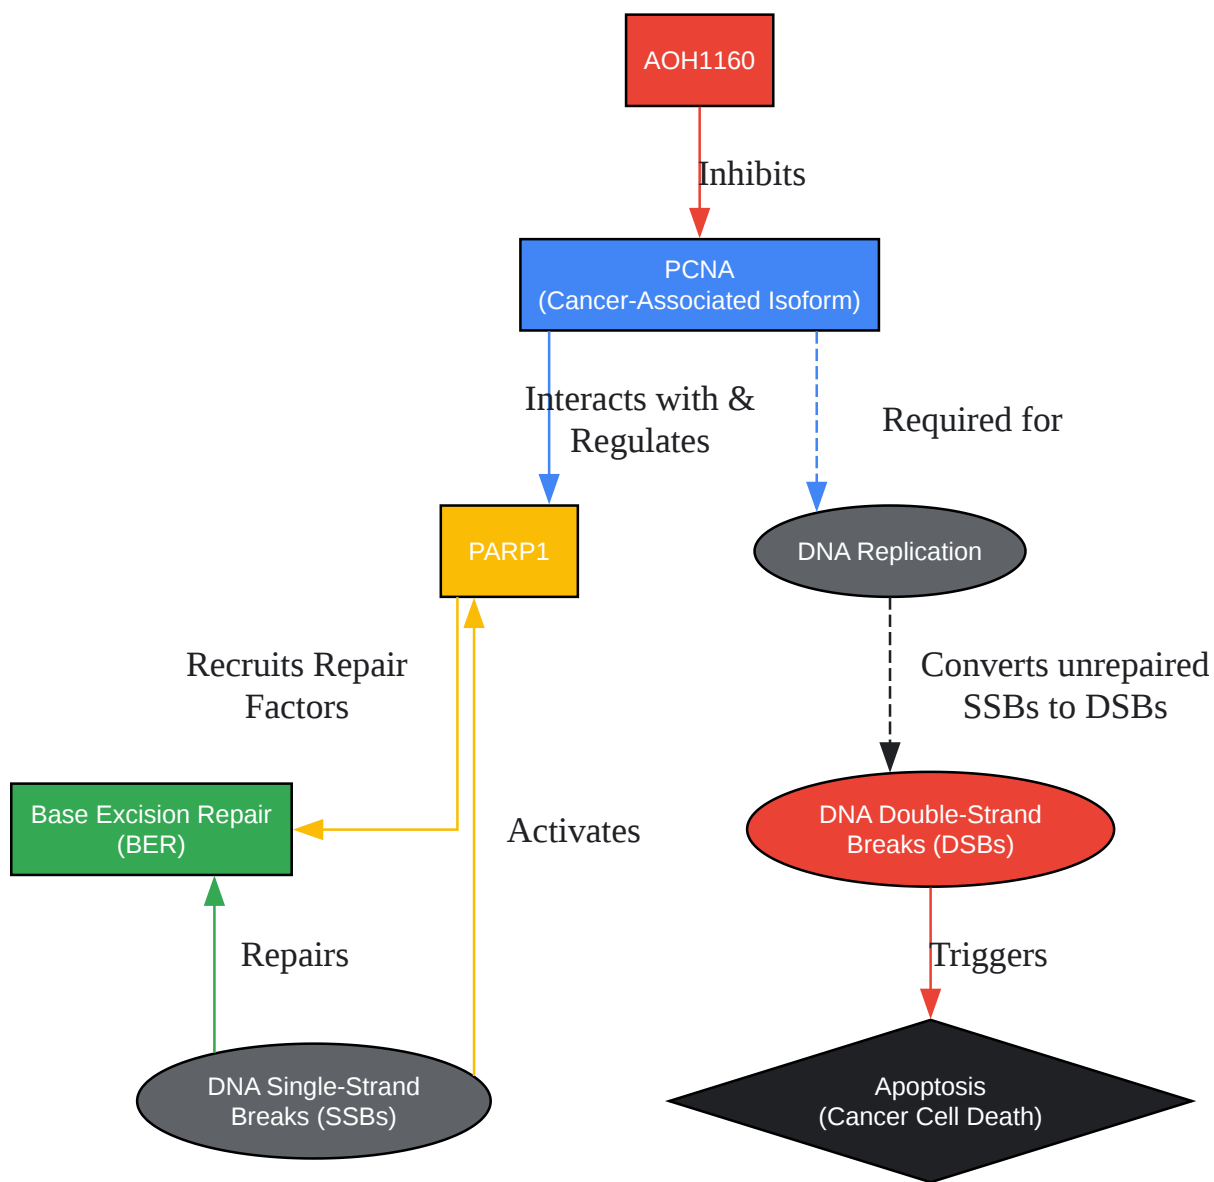 AOH1160
Inhibits
PCNA
(Cancer-Associated Isoform)
Interacts with &
Regulates
Required for
PARP1
DNA Replication
Recruits Repair
Factors
Converts unrepaired
SSBs to DSBs
Base Excision Repair
(BER)
Activates
DNA Double-Strand
Breaks (DSBs)
Repairs
Triggers
DNA Single-Strand
Breaks (SSBs)
Apoptosis
(Cancer Cell Death)